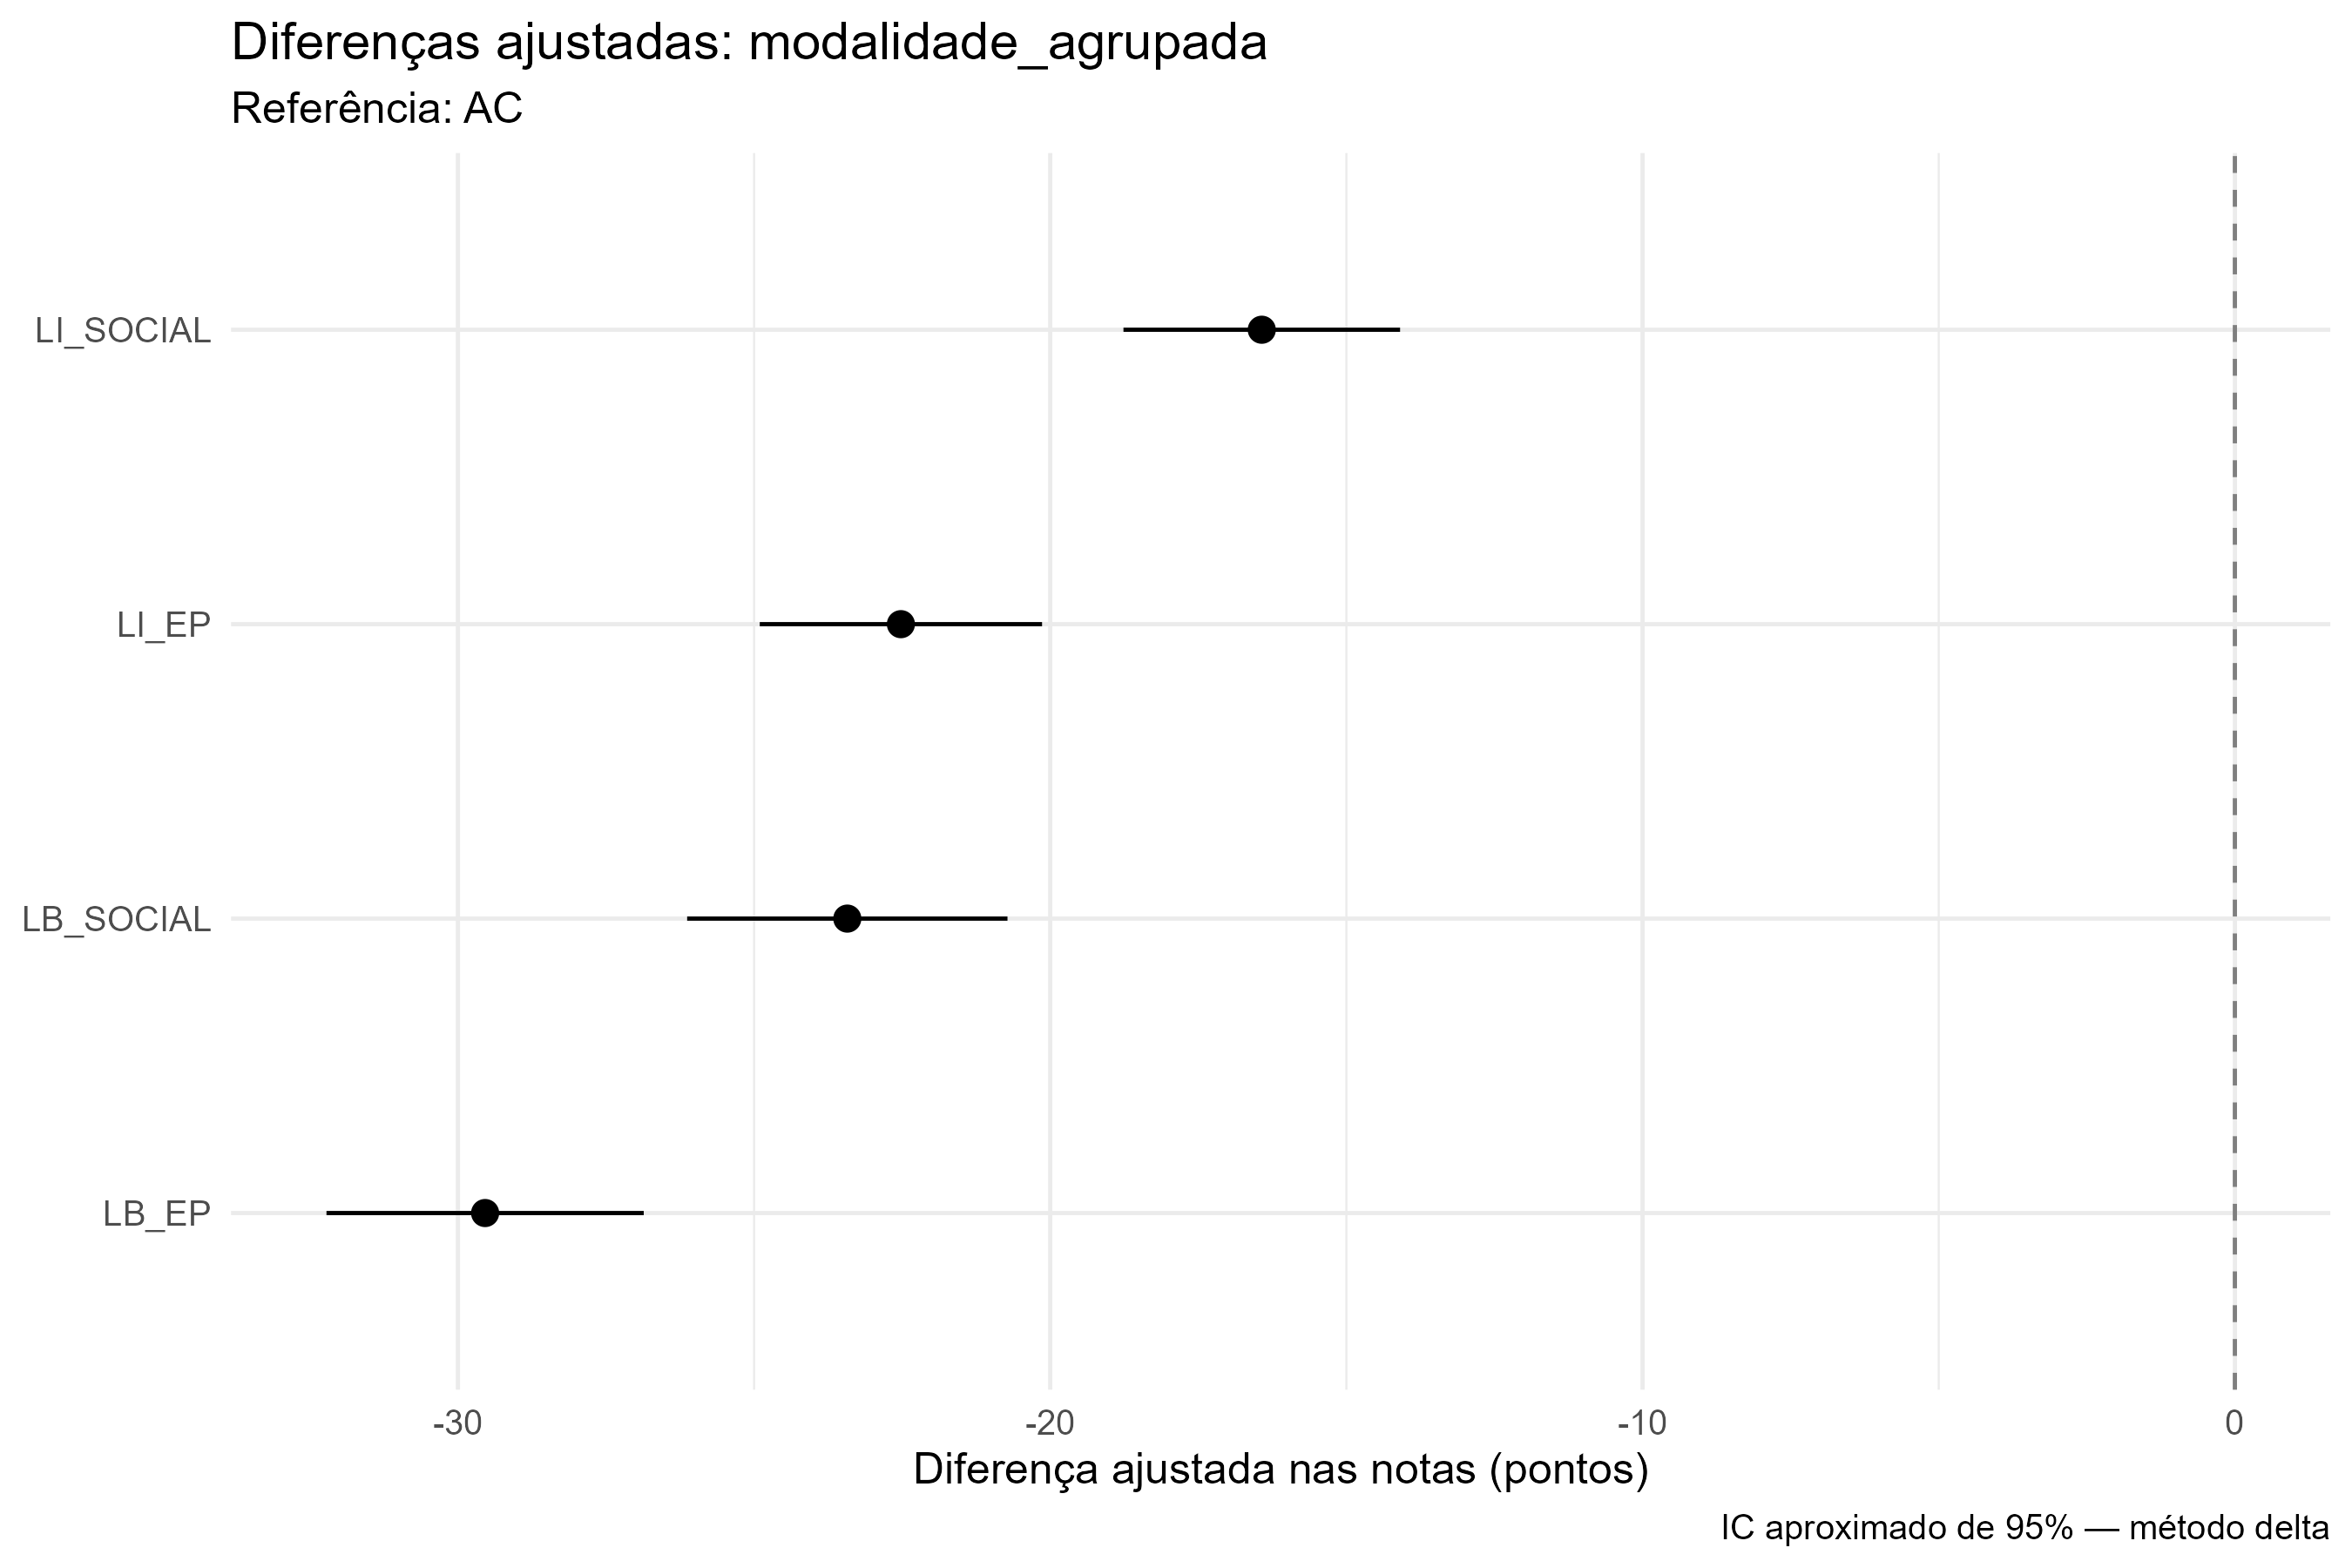 Diferenças ajustadas: modalidade_agrupada
Referência: AC
LI_SOCIAL
LI_EP
LB_SOCIAL
LB_EP
-30 -20 -10 0
Diferença ajustada nas notas (pontos)
IC aproximado de 95% — método delta